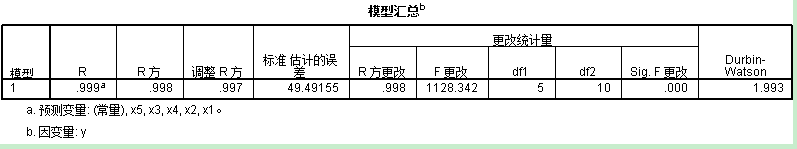 模型汇总b
更改统计量
模型 R R 方 调整 R 方 标准 估计的误差 R 方更改 F 更改 df1 df2 Sig. F 更改 Durbin-Watson
1 .999a .998 .997 49.49155 .998 1128.342 5 10 .000 1.993
a. 预测变量: (常量), x5, x3, x4, x2, x1。
b. 因变量: y